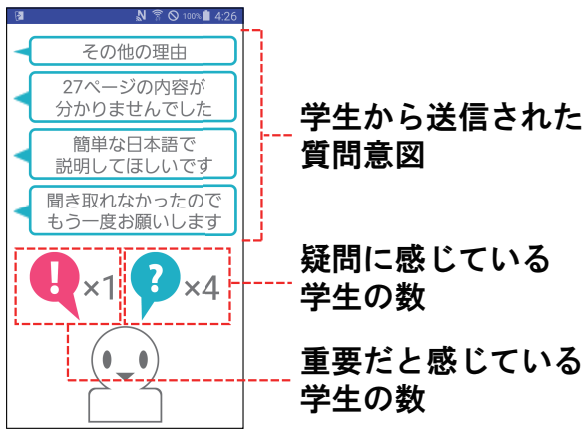 100% 4:26
その他の理由
27ページの内容が
分かりませんでした
簡単な日本語で
説明してほしいです
聞き取れなかったので
もう一度お願いします
! ×1 ? ×4
学生から送信された
質問意図
疑問に感じている
学生の数
重要だと感じている
学生の数